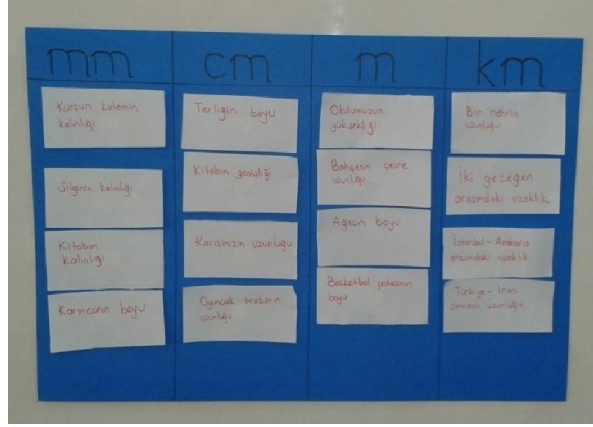 mm
cm
m
km
Kurşun kalemin
kalınlığı
Silginin kalınlığı
Kitabın
kalınlığı
Karıncanın boyu
Terliğin boyu
Kitabın genişliği
Karışımızın uzunluğu
Oyuncak arabanın
uzunluğu
Okulumuzun
yüksekliği
Bahçenin çevre
uzunluğu
Ağacın boyu
Basketbol potasının
boyu
Bir nehrin
uzunluğu
İki gezegen
arasındaki uzaklık
İstanbul-Ankara
arasındaki uzaklık
Türkiye-İran
sınırının uzunluğu